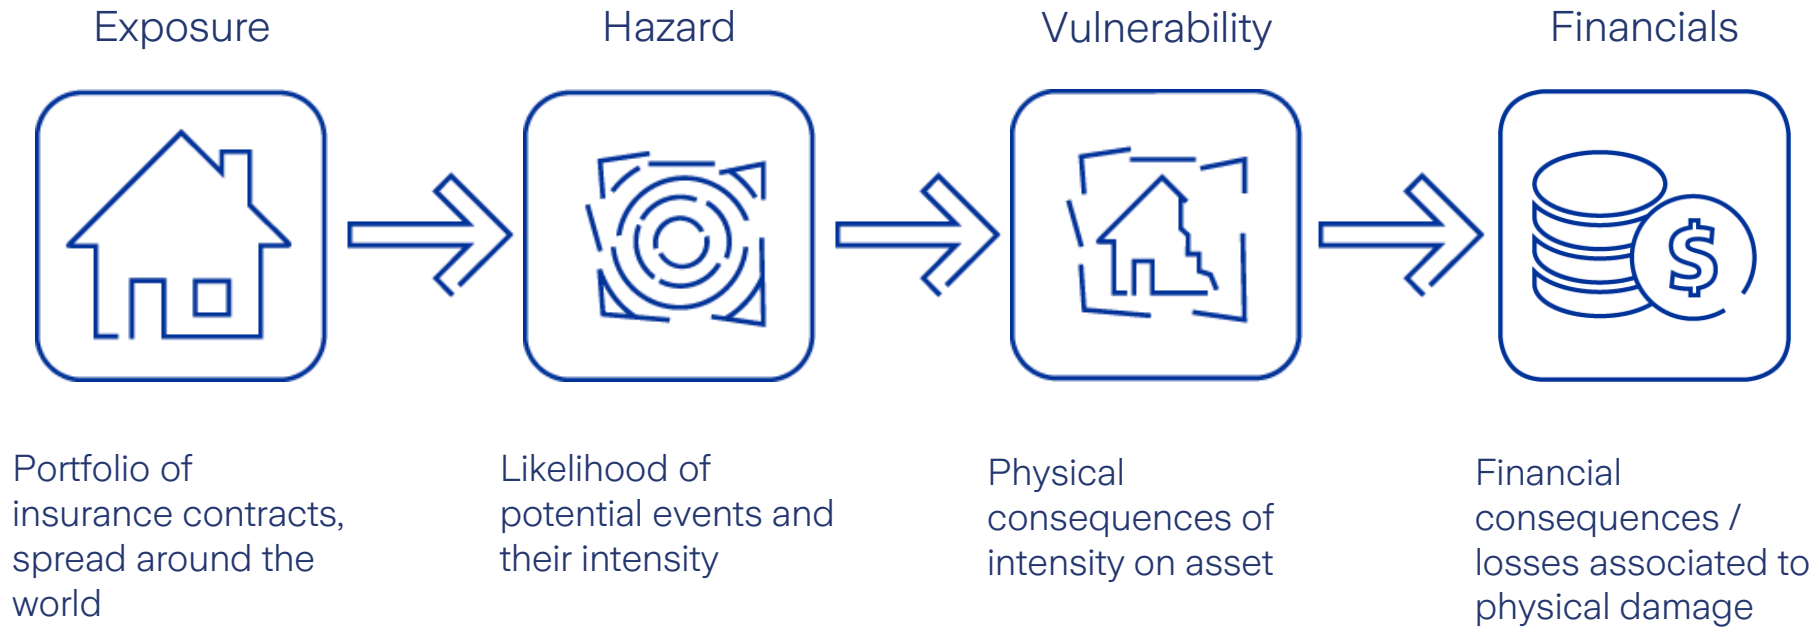 Exposure
Hazard
Vulnerability
Financials
$
Portfolio of
insurance contracts,
spread around the
world
Likelihood of
potential events and
their intensity
Physical
consequences of
intensity on asset
Financial
consequences /
losses associated to
physical damage